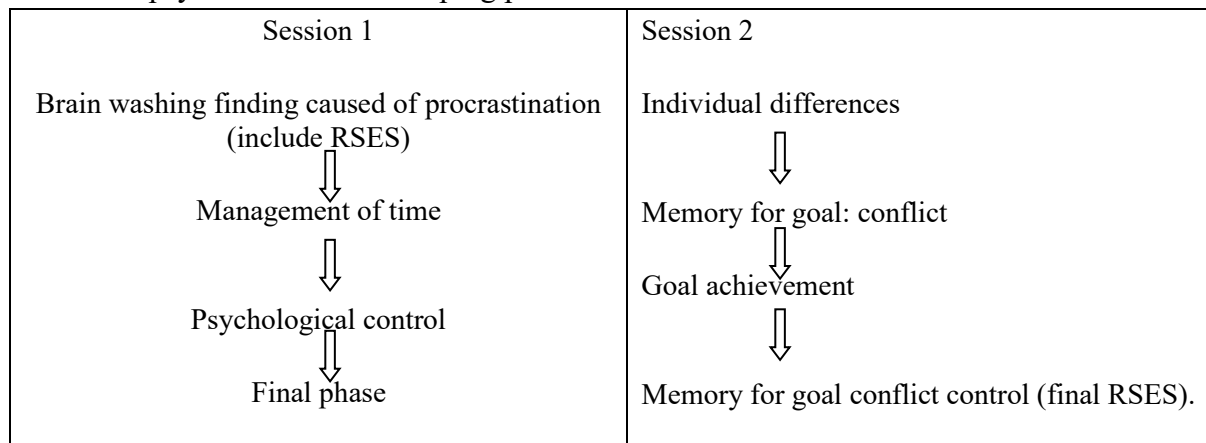 Session 1
Brain washing finding caused of procrastination
(include RSES)
Management of time
Psychological control
Final phase
Session 2
Individual differences
Memory for goal: conflict
Goal achievement
Memory for goal conflict control (final RSES).